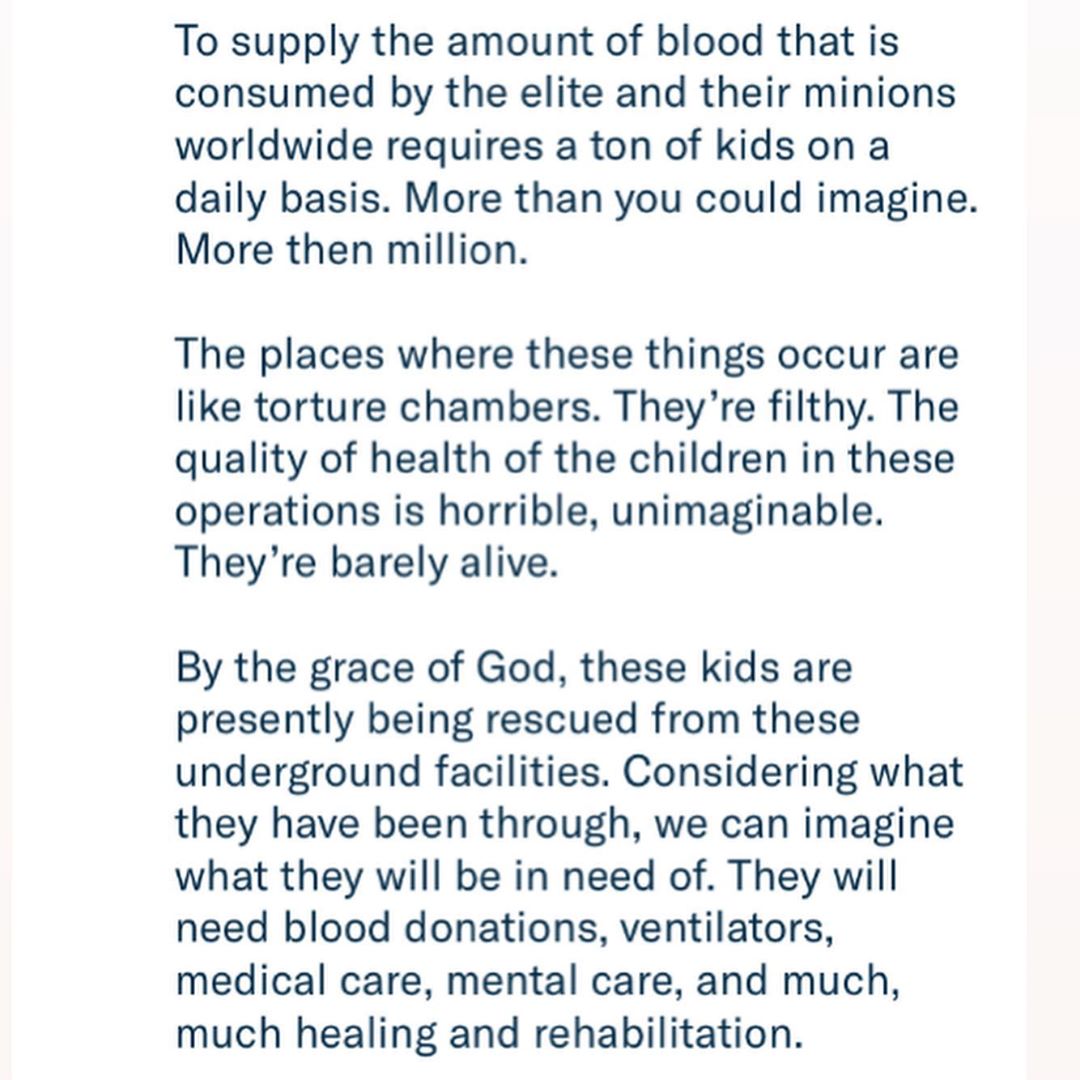 To supply the amount of blood that is
consumed by the elite and their minions
worldwide requires a ton of kids on a
daily basis. More than you could imagine.
More then million.
The places where these things occur are
like torture chambers. They’re filthy. The
quality of health of the children in these
operations is horrible, unimaginable.
They’re barely alive.
By the grace of God, these kids are
presently being rescued from these
underground facilities. Considering what
they have been through, we can imagine
what they will be in need of. They will
need blood donations, ventilators,
medical care, mental care, and much,
much healing and rehabilitation.